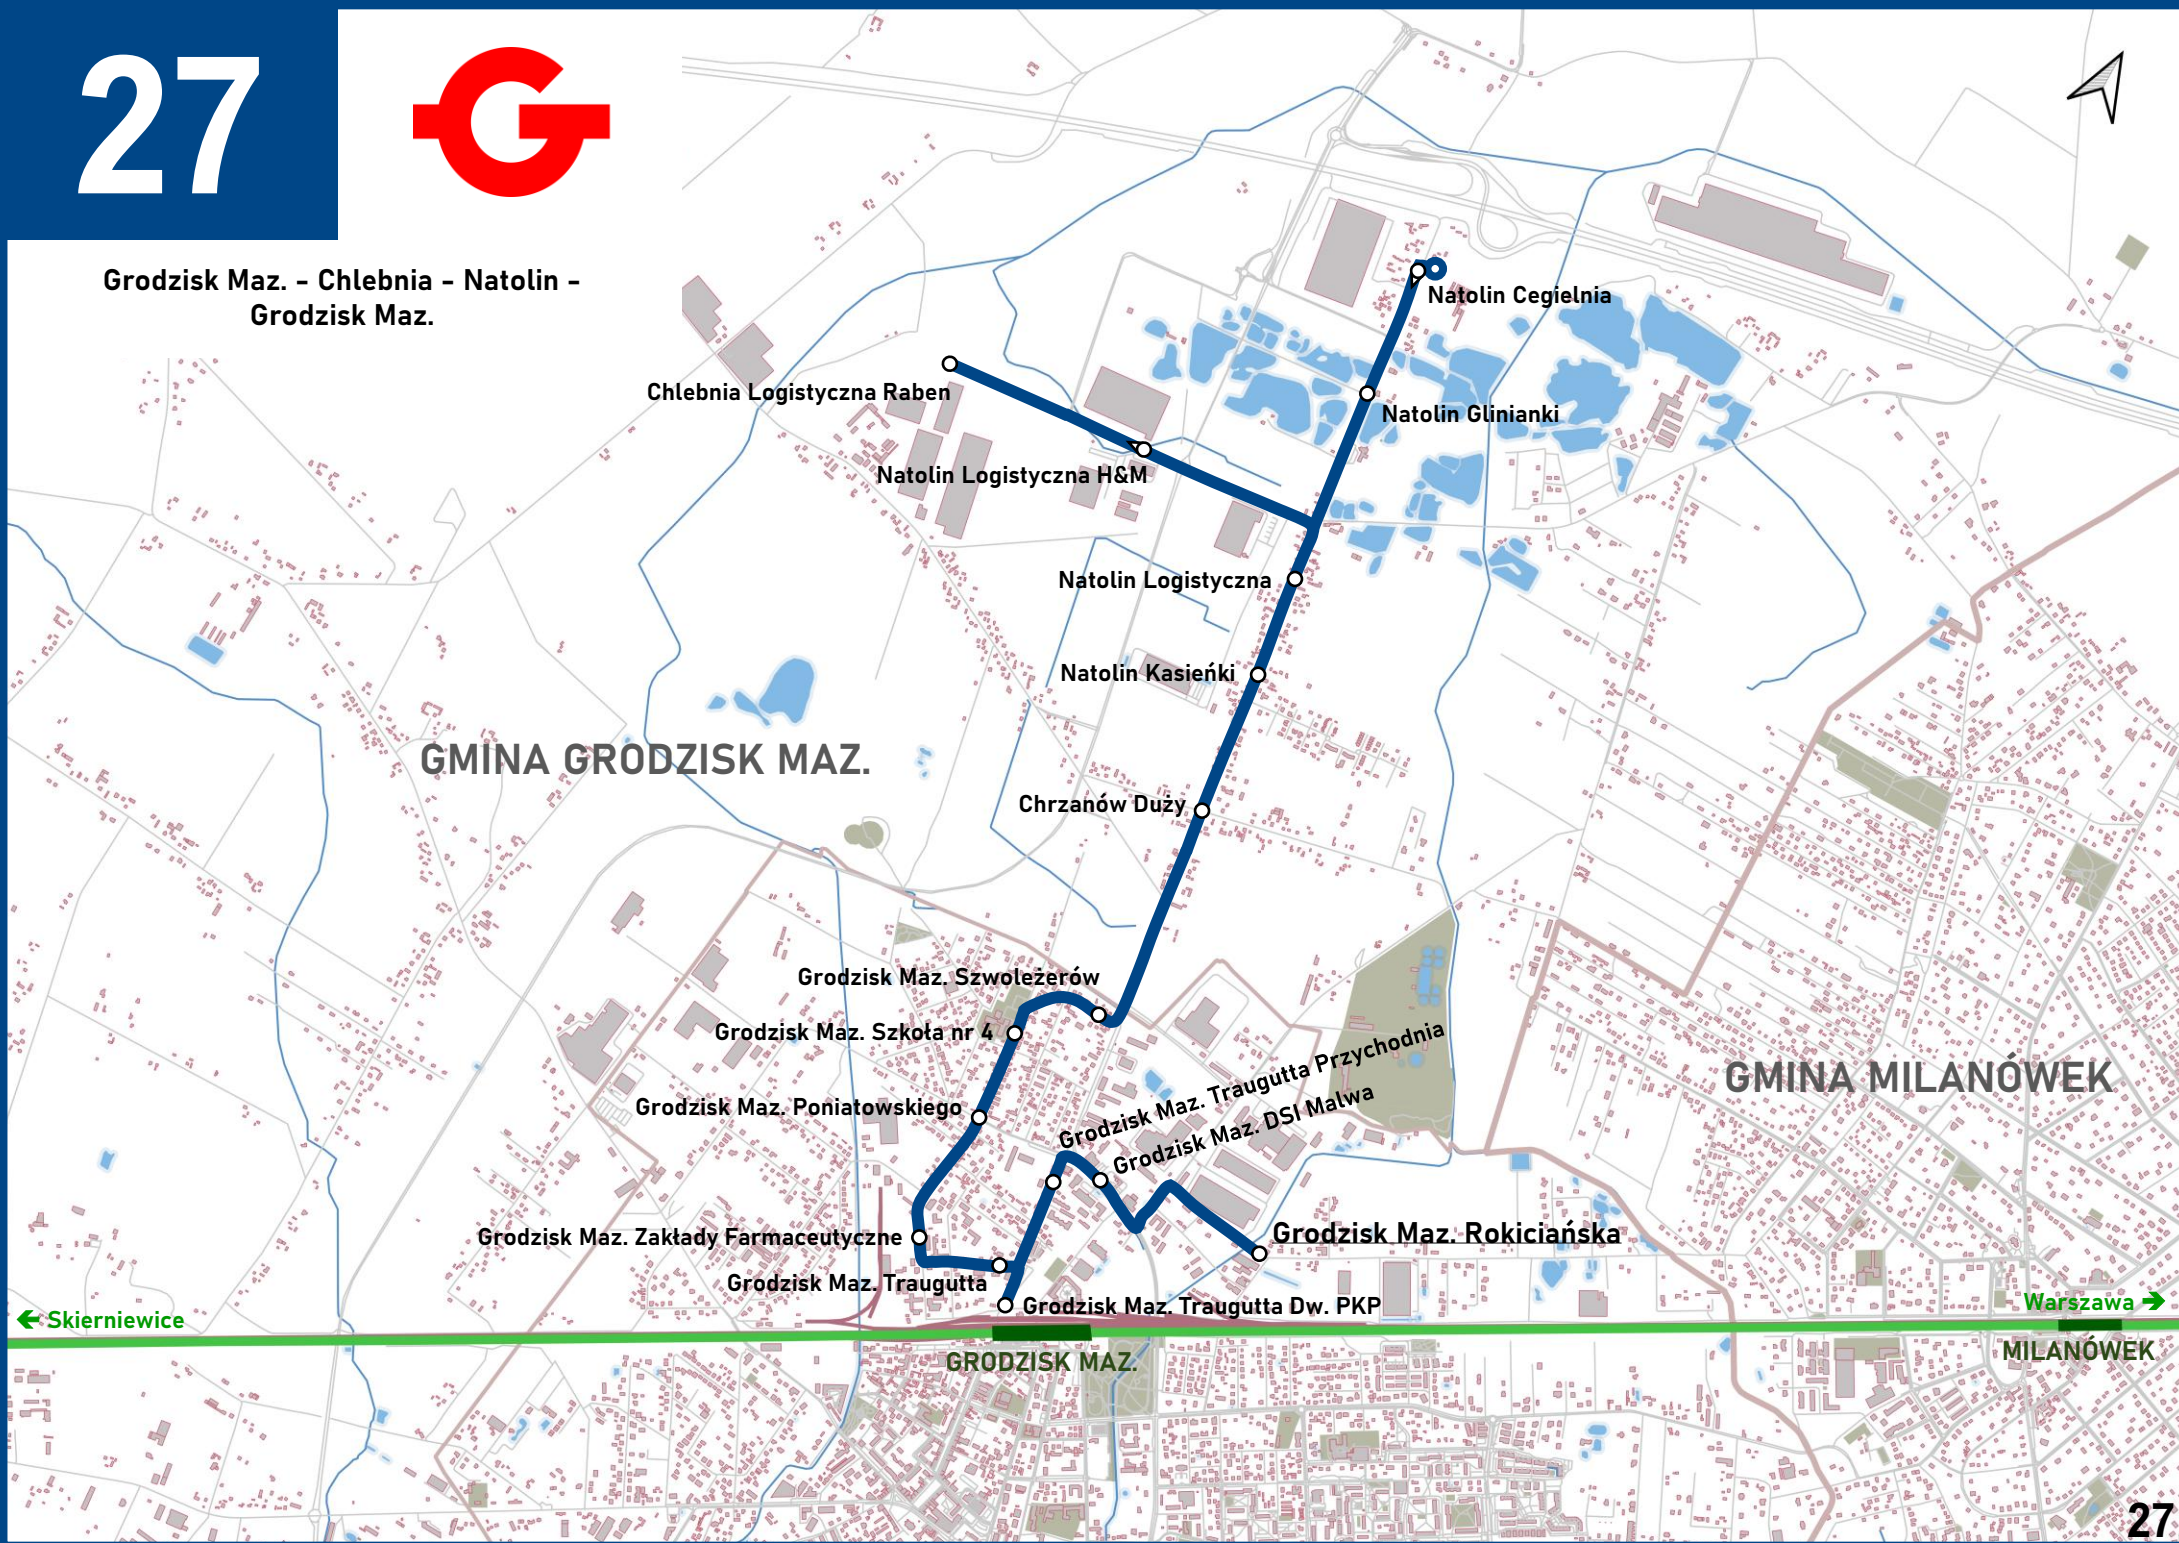 27
G
Grodzisk Maz. - Chlebnia - Natolin -
Grodzisk Maz.
Natolin Cegielnia
Chlebnia Logistyczna Raben
Natolin Glinianki
Natolin Logistyczna H&M
Natolin Logistyczna
Natolin Kasieńki
GMINA GRODZISK MAZ.
Chrzanów Duży
Grodzisk Maz. Szwoleżerów
Grodzisk Maz. Szkoła nr 4
Grodzisk Maz. Traugutta Przychodnia
GMINA MILANÓWEK
Grodzisk Maz. Poniatowskiego
Grodzisk Maz. DSI Malwa
Grodzisk Maz. Zakłady Farmaceutyczne
Grodzisk Maz. Rokiciańska
Grodzisk Maz. Traugutta
Grodzisk Maz. Traugutta Dw. PKP
← Skierniewice
Warszawa →
GRODZISK MAZ.
MILANÓWEK
27